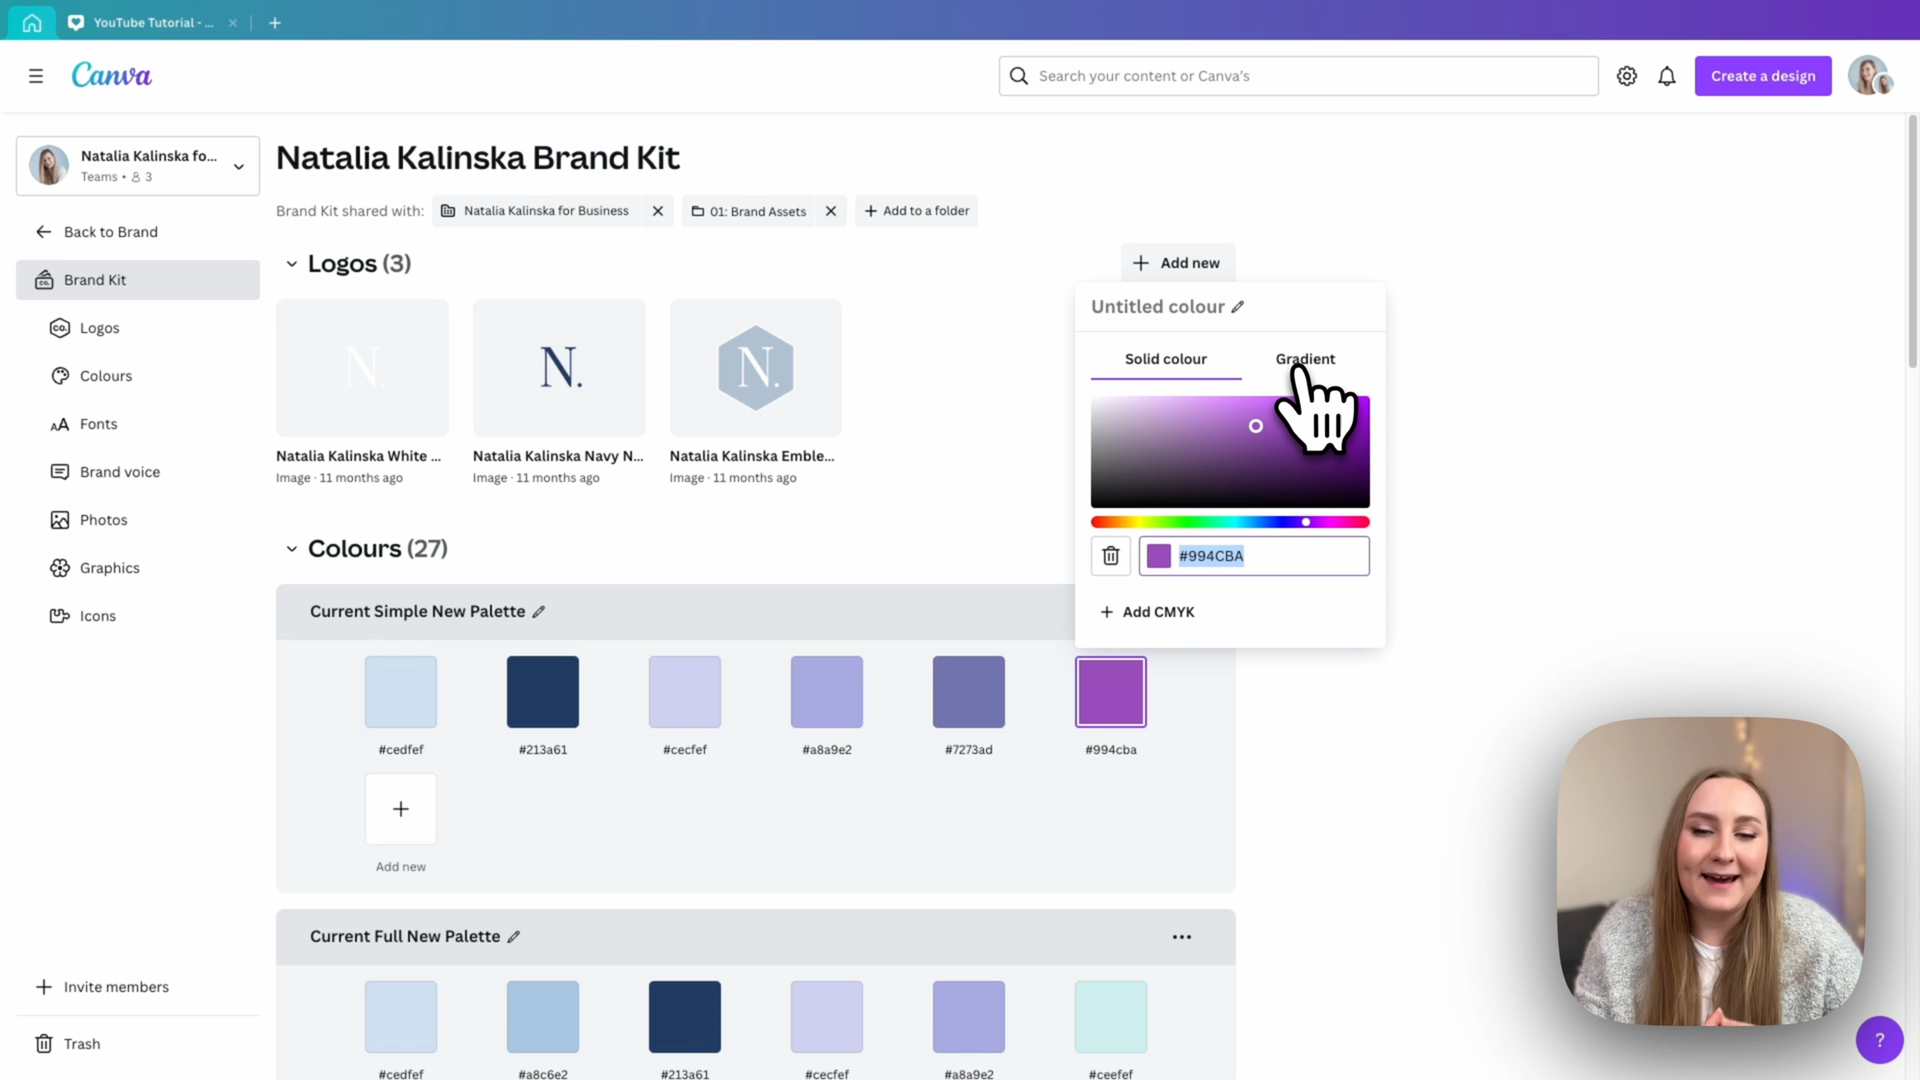 YouTube Tutorial - ...
Canva
Search your content or Canva's
Create a design
Natalia Kalinska fo...
Teams • 3
Back to Brand
Brand Kit
Logos
Colours
Fonts
Brand voice
Photos
Graphics
Icons
Invite members
Trash
Natalia Kalinska Brand Kit
Brand Kit shared with: Natalia Kalinska for Business 01: Brand Assets Add to a folder
Logos (3)
Add new
N. N. N.
Natalia Kalinska White ... Natalia Kalinska Navy N... Natalia Kalinska Emble...
Image · 11 months ago Image · 11 months ago Image · 11 months ago
Untitled colour
Solid colour Gradient
#994CBA
Add CMYK
Colours (27)
Current Simple New Palette
#cedfef #213a61 #cecfef #a8a9e2 #7273ad #994cba
Add new
Current Full New Palette
#cedfef #a8c6e2 #213a61 #cecfef #a8a9e2 #ceefef
?